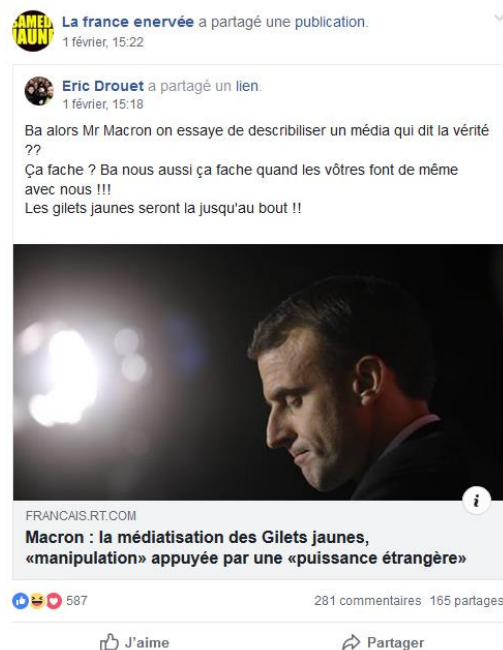 SAMEDI
JAUNE
La france enervée a partagé une publication.
1 février, 15:22
Eric Drouet a partagé un lien.
1 février, 15:18
Ba alors Mr Macron on essaye de describiliser un média qui dit la vérité
??
Ça fache ? Ba nous aussi ça fache quand les vôtres font de même
avec nous !!!
Les gilets jaunes seront la jusqu'au bout !!
i
FRANCAIS.RT.COM
Macron : la médiatisation des Gilets jaunes,
«manipulation» appuyée par une «puissance étrangère»
587
281 commentaires 165 partages
J'aime
Partager